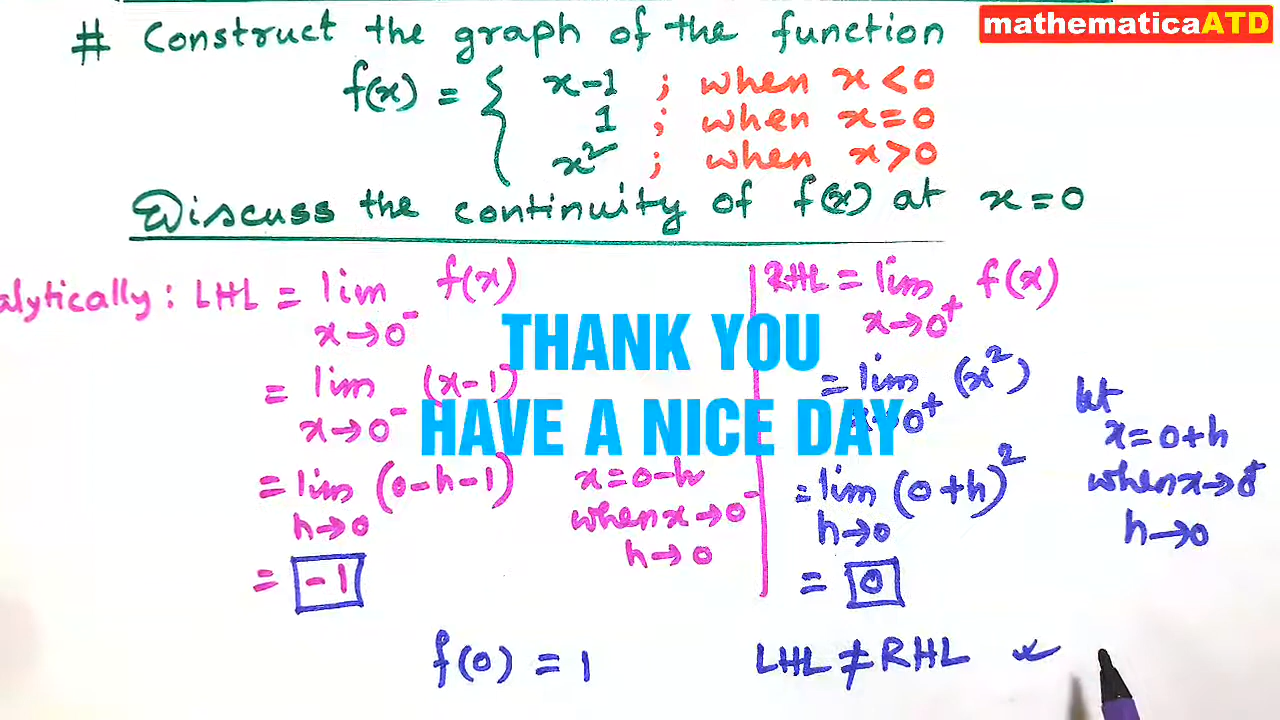 mathematicaATD
# Construct the graph of the function
f(x) = { x-1 ; when x<0
1 ; when x=0
x² ; when x>0
Discuss the continuity of f(x) at x=0
alytically: LHL = lim x→0⁻ f(x)
= lim x→0⁻ (x-1)
= lim h→0 (0-h-1)
x=0-h
when x→0⁻
h→0
= -1
RHL = lim x→0⁺ f(x)
= lim x→0⁺ (x²)
= lim h→0 (0+h)²
let
x=0+h
when x→0⁺
h→0
= 0
THANK YOU
HAVE A NICE DAY
f(0) = 1
LHL ≠ RHL